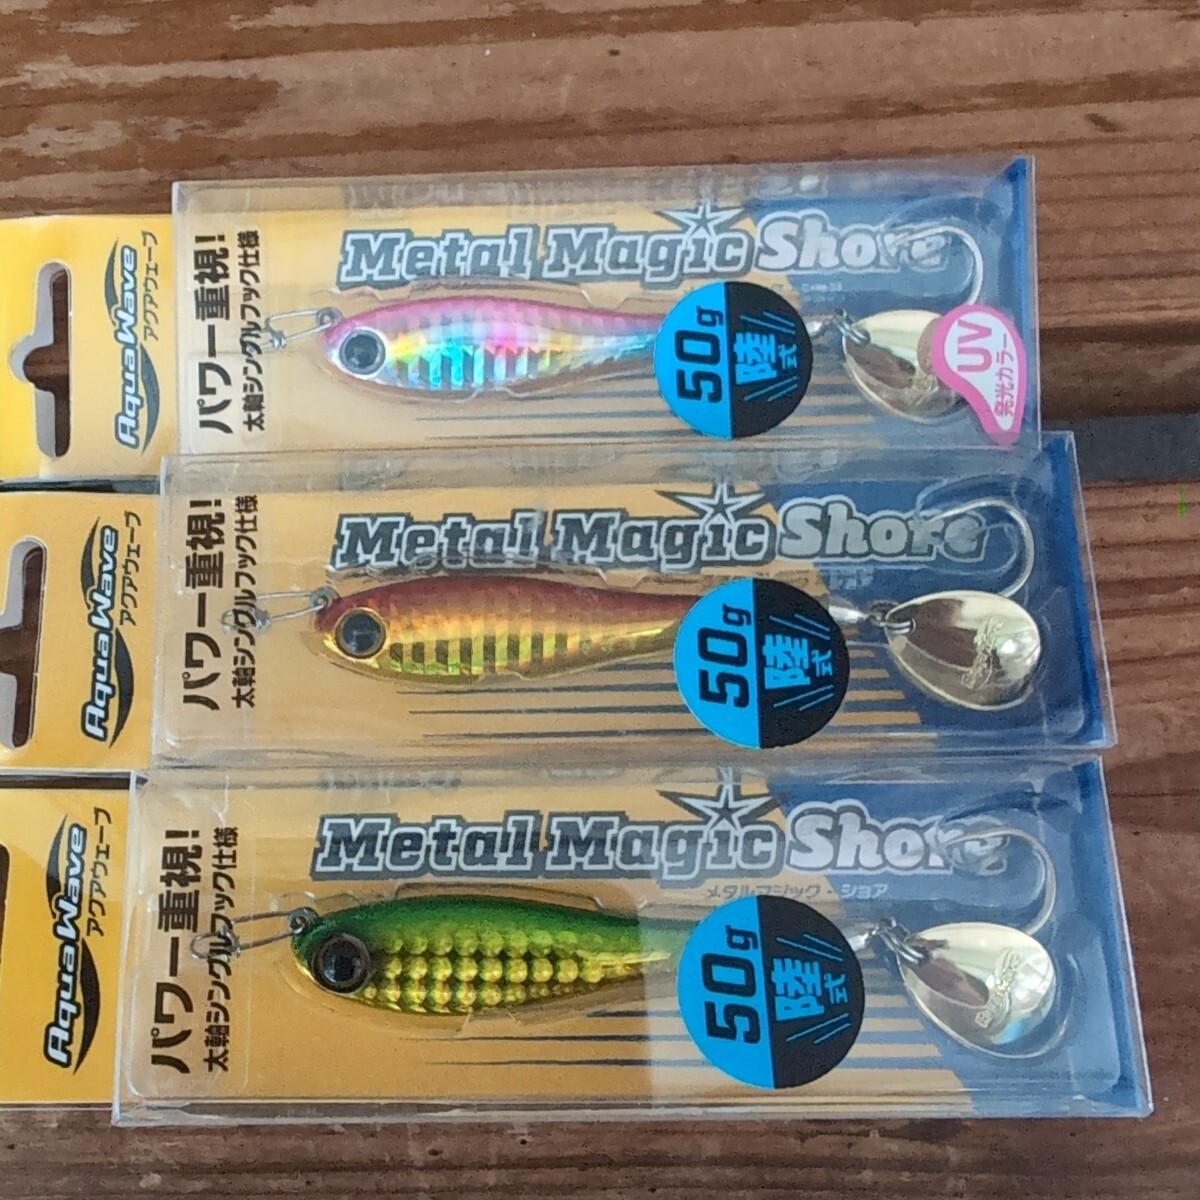 AquaWave
アクアウェーブ
パワー重視!
太軸シングルフック仕様
Metal Magic Shore
50g
陸式
UV
発光カラー
AquaWave
アクアウェーブ
パワー重視!
太軸シングルフック仕様
Metal Magic Shore
50g
陸式
AquaWave
アクアウェーブ
パワー重視!
太軸シングルフック仕様
Metal Magic Shore
メタルマジック・ショア
50g
陸式